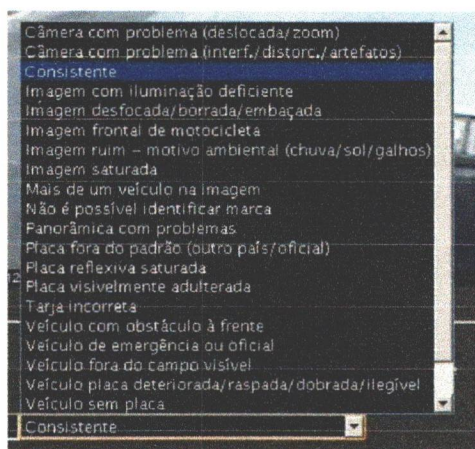 Câmera com problema (deslocada/zoom)
Câmera com problema (interf./distorc./artefatos)
Consistente
Imagem com iluminação deficiente
Imagem desfocada/borrada/embaçada
Imagem frontal de motocicleta
Imagem ruim – motivo ambiental (chuva/sol/galhos)
Imagem saturada
Mais de um veículo na imagem
Não é possível identificar marca
Panorâmica com problemas
Placa fora do padrão (outro país/oficial)
Placa reflexiva saturada
Placa visivelmente adulterada
Tarja incorreta
Veículo com obstáculo à frente
Veículo de emergência ou oficial
Veículo fora do campo visível
Veículo placa deteriorada/raspada/dobrada/ilegível
Veículo sem placa
Consistente